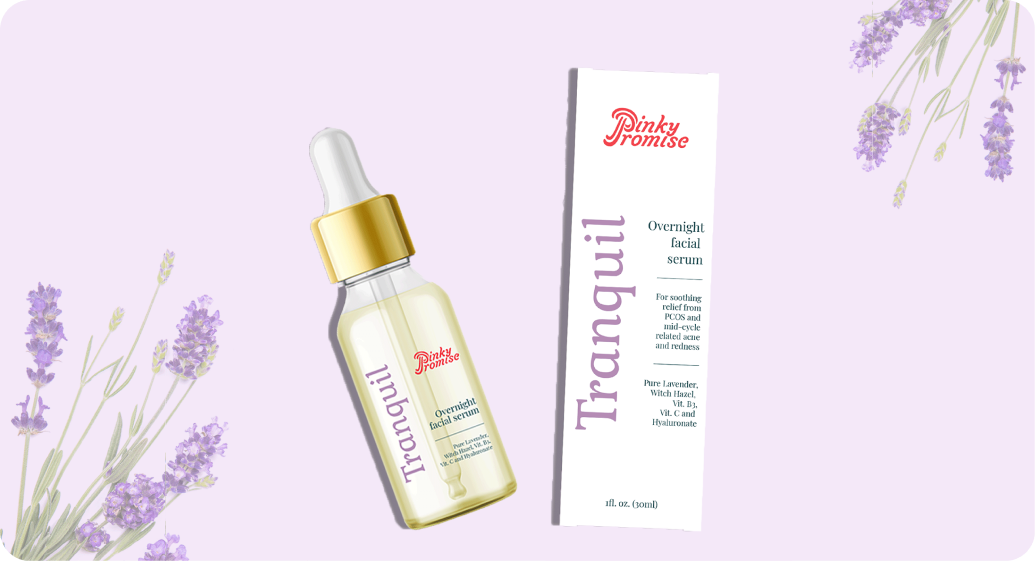 Pinky
Promise
Tranquil
Overnight
facial serum
Pure Lavender,
Witch Hazel, Vit. B3,
Vit. C and Hyaluronate
Pinky
Promise
Tranquil
Overnight
facial
serum
For soothing
relief from
PCOS and
mid-cycle
related acne
and redness
Pure Lavender,
Witch Hazel,
Vit. B3,
Vit. C and
Hyaluronate
1fl. oz. (30ml)